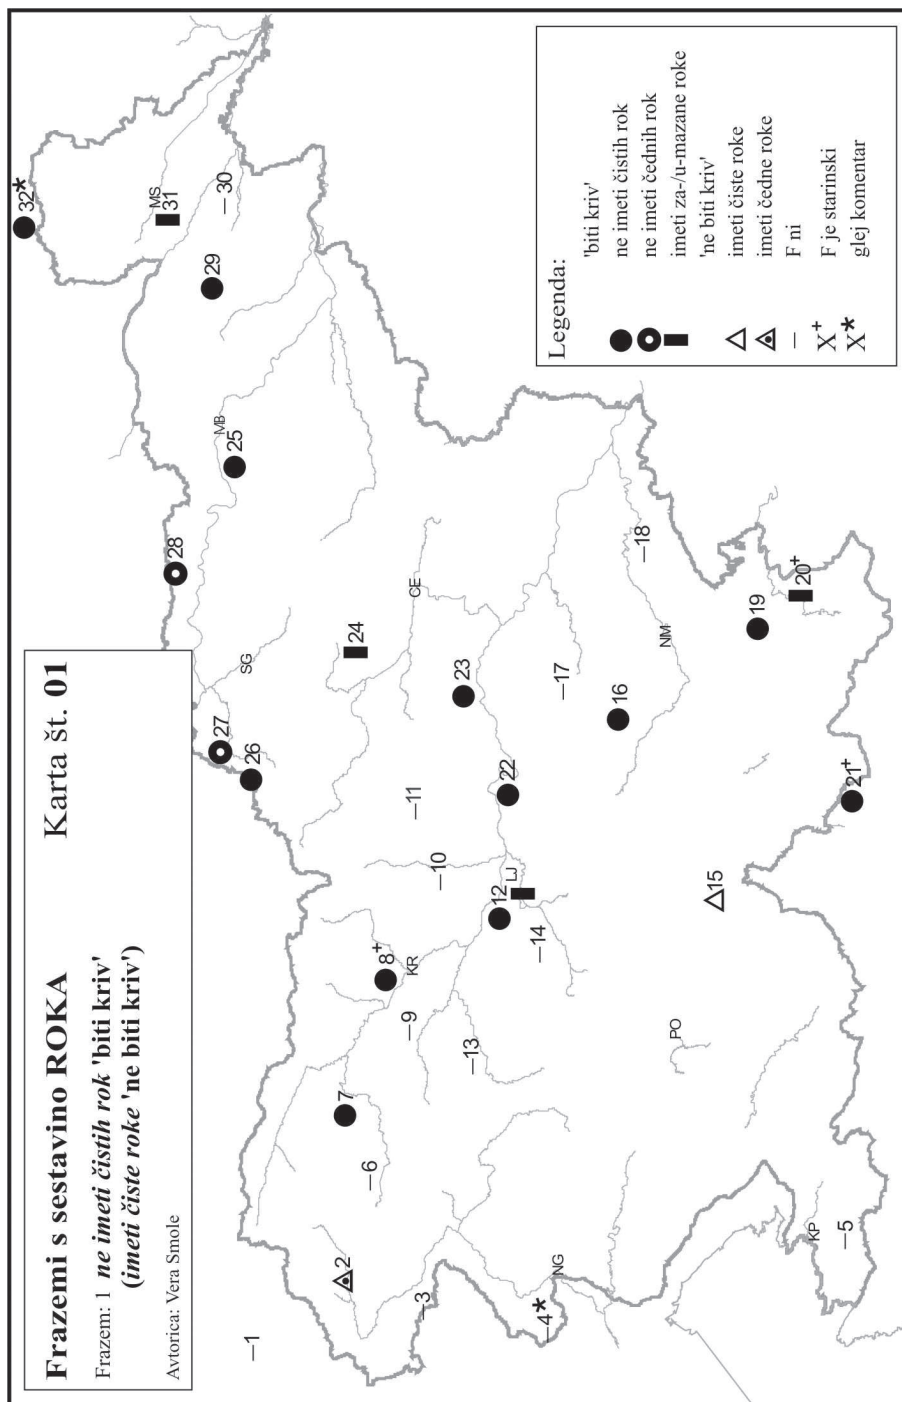 Frazemi s sestavino ROKA Karta št. 01
Frazem: 1 ne imeti čistih rok 'biti kriv'
(imeti čiste roke 'ne biti kriv')
Avtorica: Vera Smole
Legenda:
'biti kriv'
ne imeti čistih rok
ne imeti čednih rok
imeti za-/u-mazane roke
'ne biti kriv'
imeti čiste roke
imeti čedne roke
– F ni
X+ F je starinski
X* glej komentar
–1
2
–3
–4*
–5
–6
7
8+
–9
–10
–11
12
–13
–14
15
16
–17
–18
19
20+
21+
22
23
24
25
26
27
28
29
–30
31
32*
MS
MB
SG
CE
NM
LJ
KR
PO
NG
KP